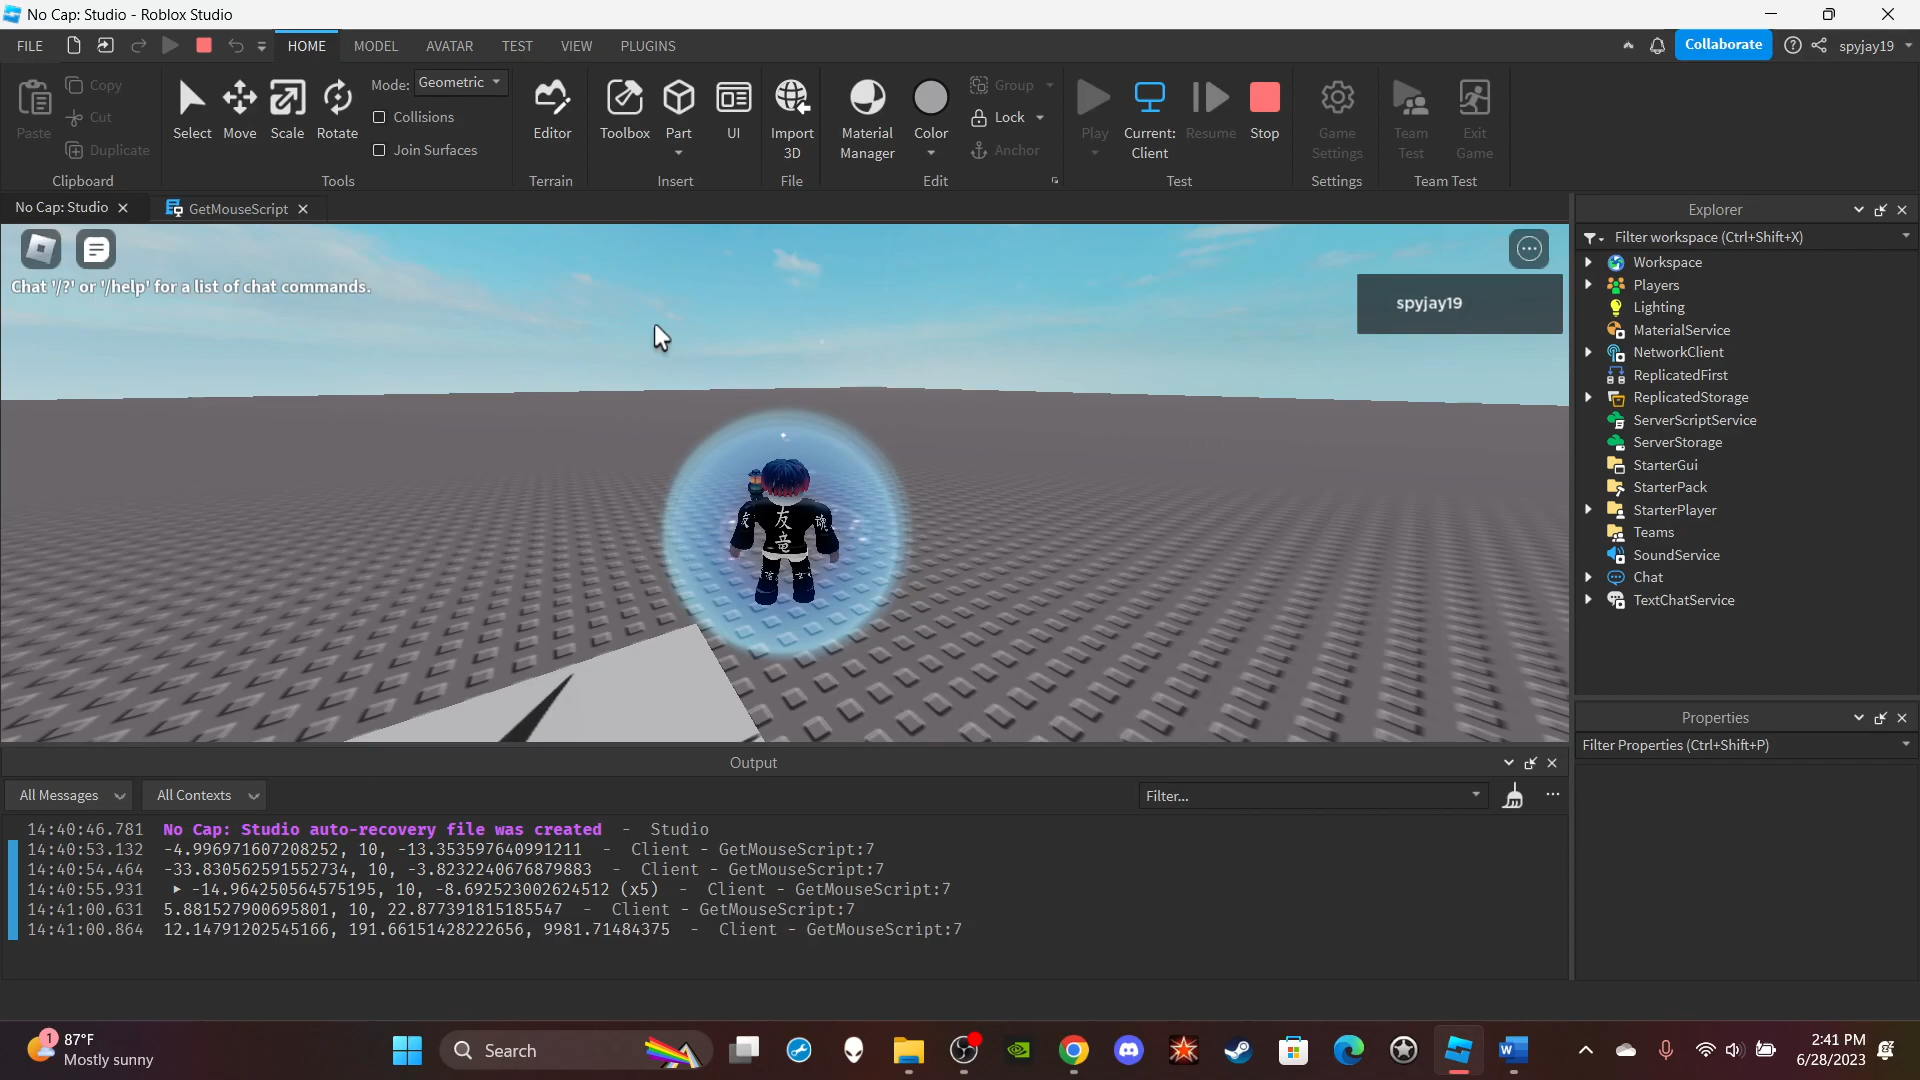 No Cap: Studio - Roblox Studio
FILE HOME MODEL AVATAR TEST VIEW PLUGINS Collaborate spyjay19
Paste Copy Cut Duplicate Clipboard
Select Move Scale Rotate Mode: Geometric Collisions Join Surfaces Tools
Editor Terrain
Toolbox Part UI Insert
Import 3D File
Material Manager Color Group Lock Anchor Edit
Play Current: Client Resume Stop Test
Game Settings Settings
Team Test Exit Game Team Test
No Cap: Studio GetMouseScript
Chat '/?' or '/help' for a list of chat commands.
spyjay19
友
友 魂
竜
Explorer
Filter workspace (Ctrl+Shift+X)
Workspace
Players
Lighting
MaterialService
NetworkClient
ReplicatedFirst
ReplicatedStorage
ServerScriptService
ServerStorage
StarterGui
StarterPack
StarterPlayer
Teams
SoundService
Chat
TextChatService
Properties
Filter Properties (Ctrl+Shift+P)
Output
All Messages All Contexts Filter...
14:40:46.781 No Cap: Studio auto-recovery file was created - Studio
14:40:53.132 -4.996971607208252, 10, -13.353597640991211 - Client - GetMouseScript:7
14:40:54.464 -33.830562591552734, 10, -3.8232240676879883 - Client - GetMouseScript:7
14:40:55.931 -14.964250564575195, 10, -8.692523002624512 (x5) - Client - GetMouseScript:7
14:41:00.631 5.881527900695801, 10, 22.877391815185547 - Client - GetMouseScript:7
14:41:00.864 12.14791202545166, 191.66151428222656, 9981.71484375 - Client - GetMouseScript:7
1 87°F
Mostly sunny
Search
2:41 PM
6/28/2023